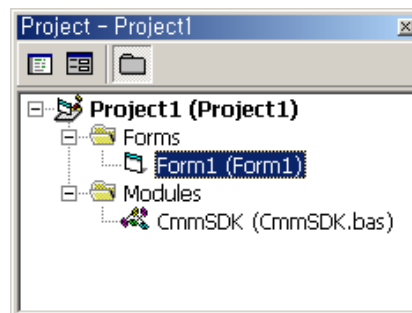 Project - Project1
Project1 (Project1)
Forms
Form1 (Form1)
Modules
CmmSDK (CmmSDK.bas)